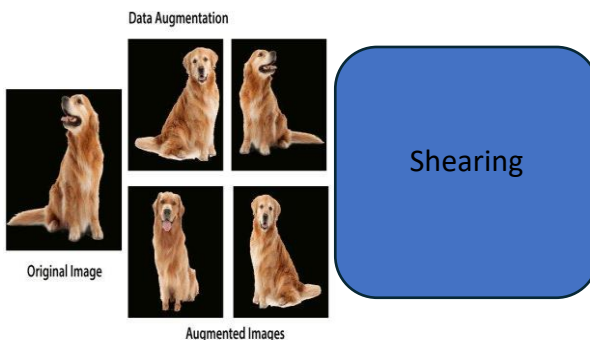 Data Augmentation
Shearing
Original Image
Augmented Images